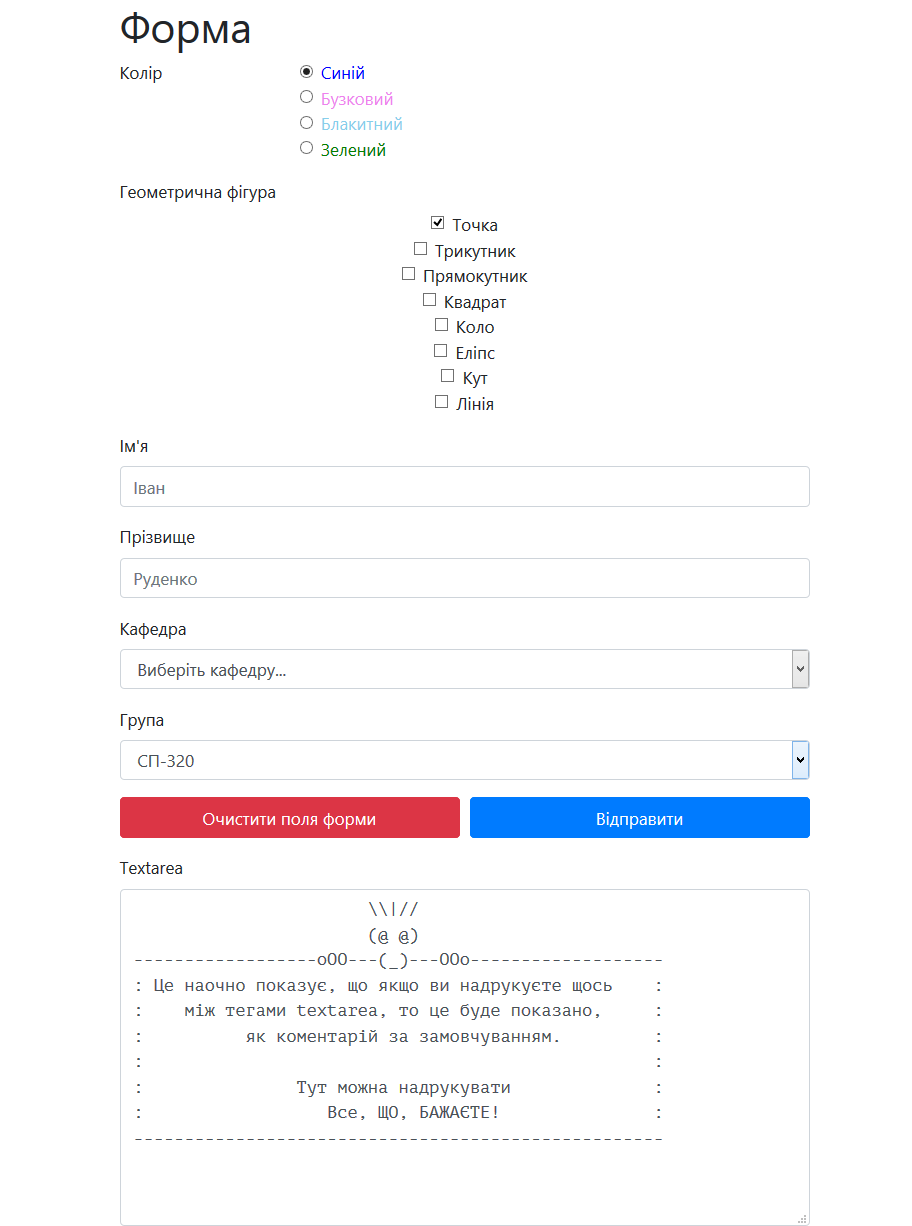 Форма
Колір
Синій
Бузковий
Блакитний
Зелений
Геометрична фігура
Точка
Трикутник
Прямокутник
Квадрат
Коло
Еліпс
Кут
Лінія
Ім'я
Іван
Прізвище
Руденко
Кафедра
Виберіть кафедру...
Група
СП-320
Очистити поля форми Відправити
Textarea
\\|//
(@ @)
------------------oOO---(_)---OOo-------------------
: Це наочно показує, що якщо ви надрукуєте щось    :
:    між тегами textarea, то це буде показано,     :
:          як коментарій за замовчуванням.         :
:                                                  :
:               Тут можна надрукувати              :
:                  Все, ЩО, БАЖАЄТЕ!               :
----------------------------------------------------